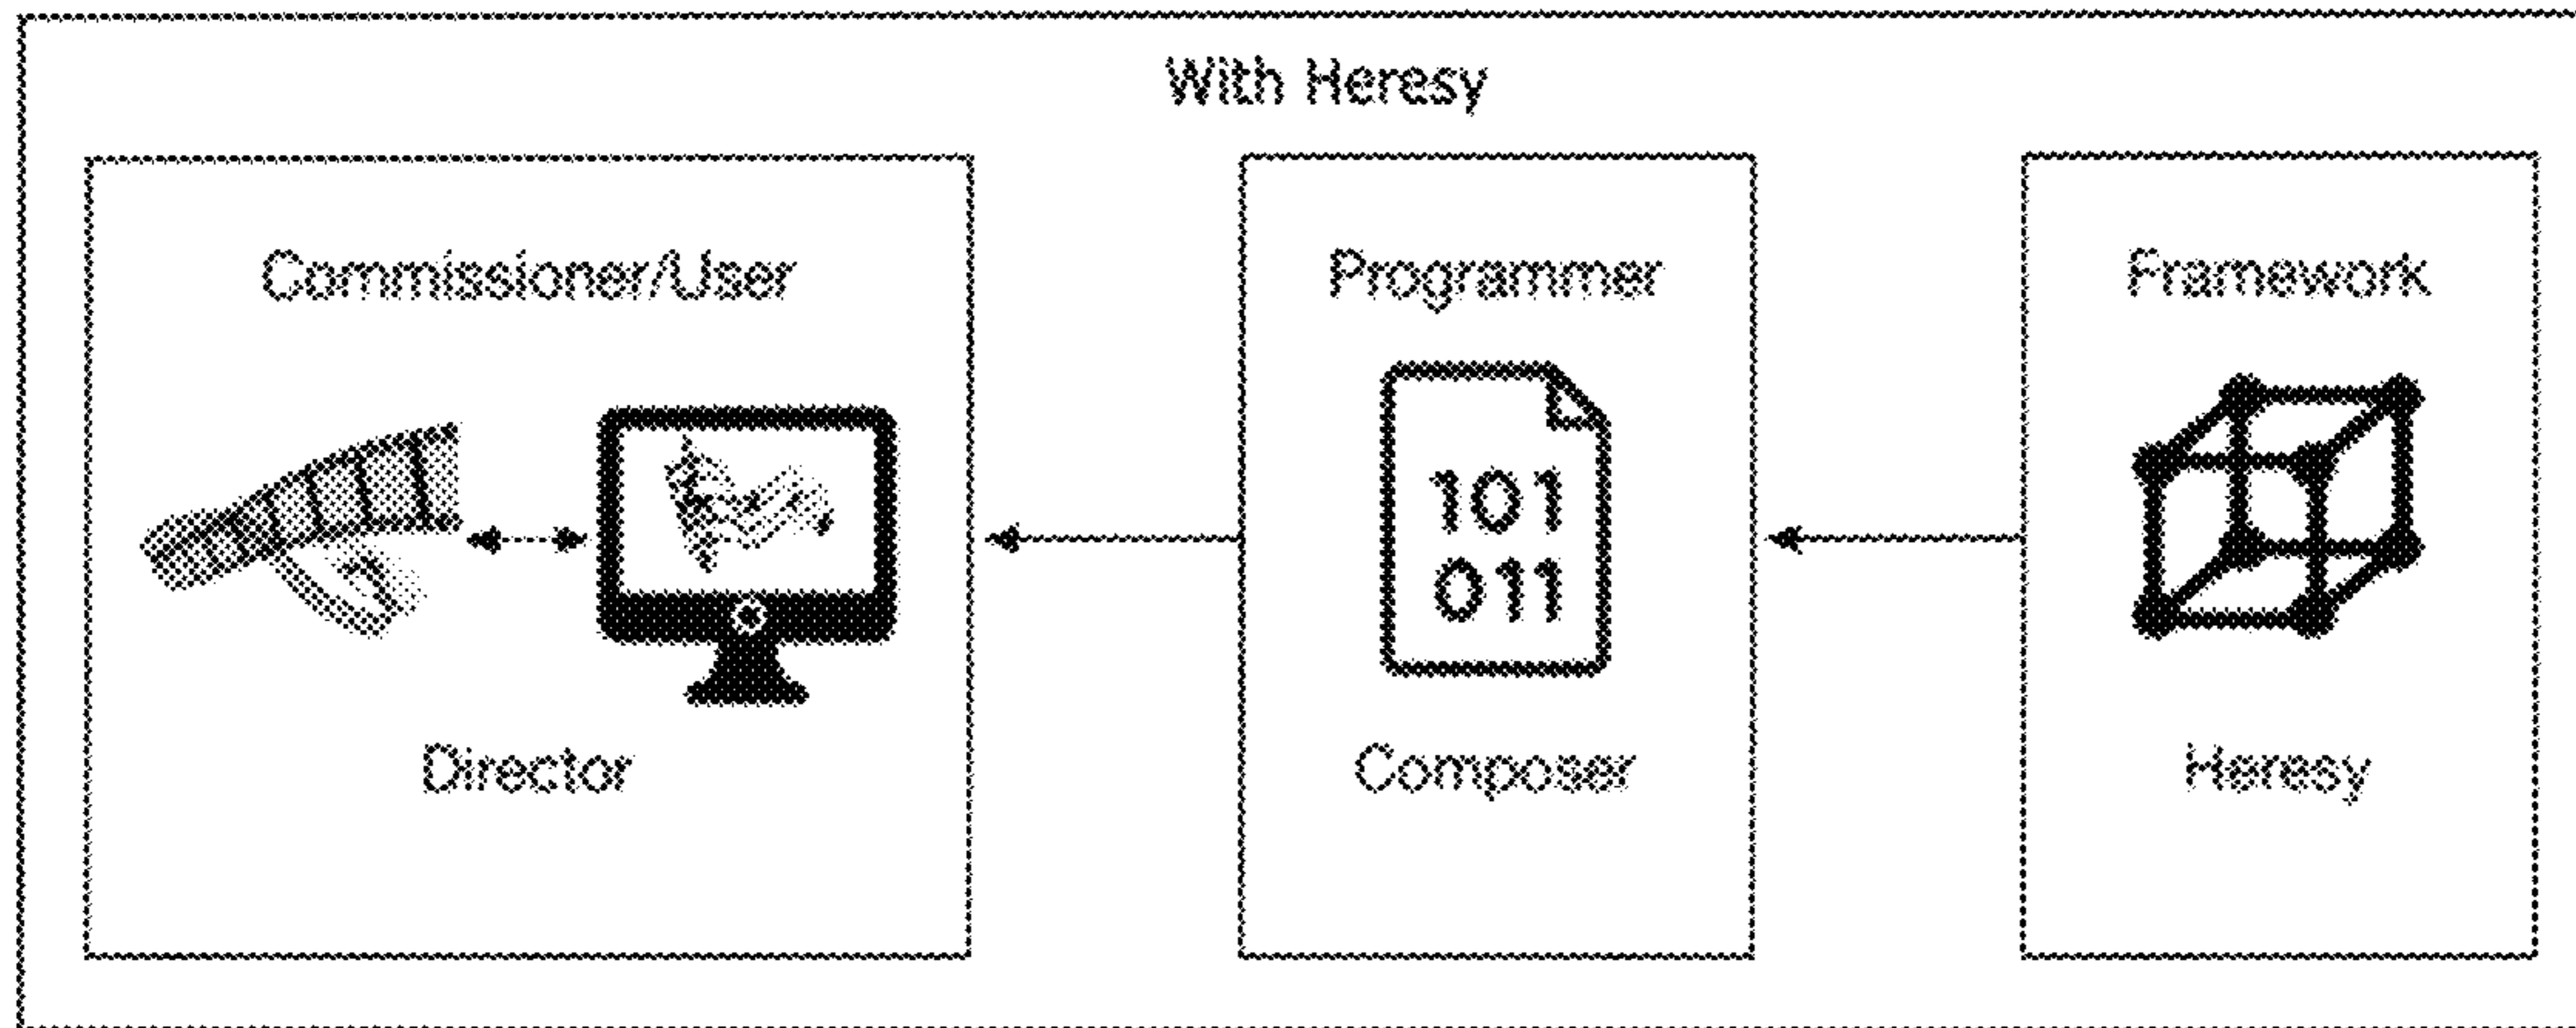 With Heresy
Commissioner/User
Director
Programmer
101
011
Composer
Framework
Heresy